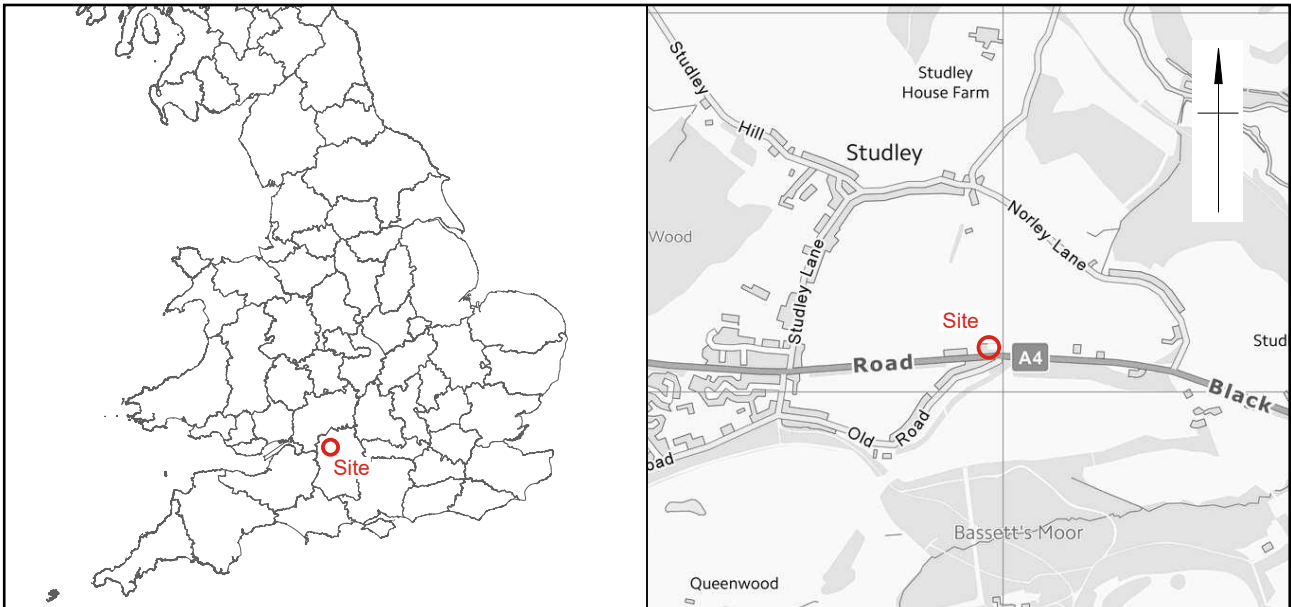 Site
Studley
Hill
Studley
House Farm
Studley
Wood
Norley Lane
Studley Lane
Site
Stud
Road
A4
Black
Old Road
oad
Bassett's Moor
Queenwood